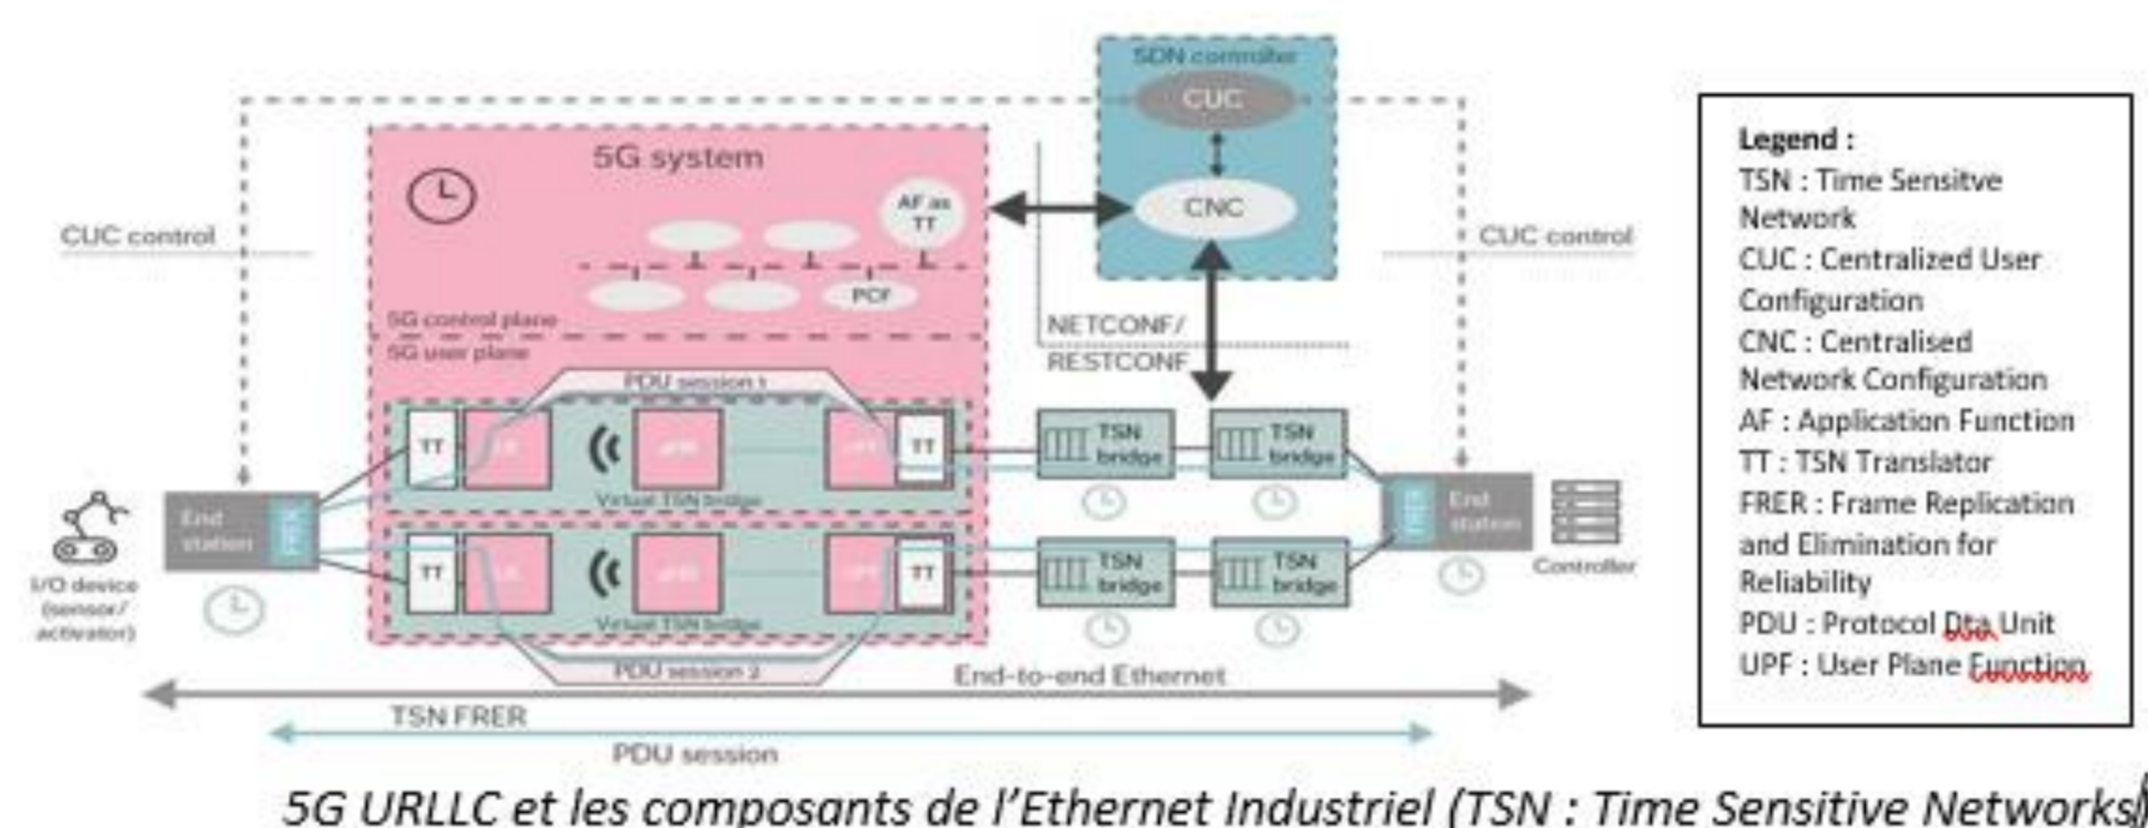 SDN controller
CUC
CNC
5G system
AF as
TT
PCF
5G control plane
5G user plane
CUC control
CUC control
NETCONF/
RESTCONF
PDU session 1
TT
TT
Virtual TSN bridge
TSN
bridge
TSN
bridge
End
station
FRER
I/O device
(sensor/
activator)
TT
TT
Virtual TSN bridge
PDU session 2
TSN
bridge
TSN
bridge
FRER
End
station
Controller
End-to-end Ethernet
TSN FRER
PDU session
Legend :
TSN : Time Sensitve
Network
CUC : Centralized User
Configuration
CNC : Centralised
Network Configuration
AF : Application Function
TT : TSN Translator
FRER : Frame Replication
and Elimination for
Reliability
PDU : Protocol Dta Unit
UPF : User Plane Function
5G URLLC et les composants de l'Ethernet Industriel (TSN : Time Sensitive Networks)